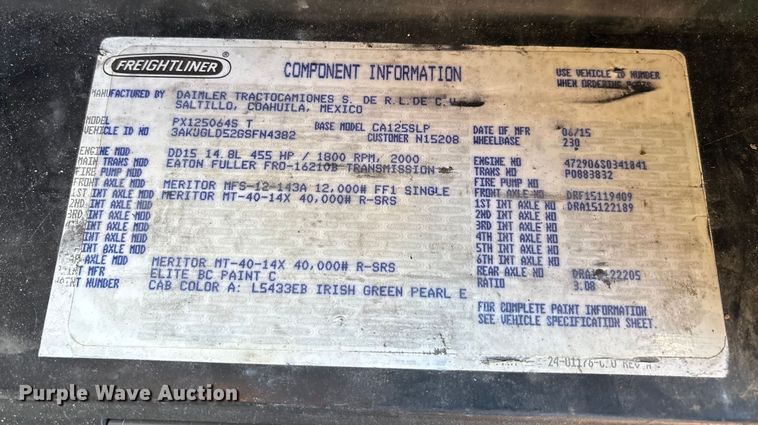 FREIGHTLINER ®
COMPONENT INFORMATION
USE VEHICLE ID NUMBER
WHEN ORDERING
MANUFACTURED BY DAIMLER TRACTOCAMIONES S. DE R.L.DE C.V.
SALTILLO, COAHUILA, MEXICO
MODEL PX125064S T BASE MODEL CA125SLP DATE OF MFR 06/15
VEHICLE ID NO 3AKUGLD52GSFN4382 CUSTOMER N15208 WHEELBASE 230
ENGINE MOD DD15 14.8L 455 HP / 1800 RPM, 2000 ENGINE NO 472906S0341841
MAIN TRANS MOD EATON FULLER FRO-16210B TRANSMISSION TRANS NO P0883832
FIRE PUMP MOD FIRE PUMP NO
FRONT AXLE MOD MERITOR MFS-12-143A 12,000# FF1 SINGLE FRONT AXLE NO DRF15119409
1ST INT AXLE MOD MERITOR MT-40-14X 40,000# R-SRS 1ST INT AXLE NO DRA15122189
2ND INT AXLE MOD 2ND INT AXLE NO
3RD INT AXLE MOD 3RD INT AXLE NO
INT AXLE MOD 4TH INT AXLE NO
INT AXLE MOD 5TH INT AXLE NO
INT AXLE MOD 6TH INT AXLE NO
AXLE MOD MERITOR MT-40-14X 40,000# R-SRS REAR AXLE NO
MFR ELITE BC PAINT C RATIO 3.08
NUMBER CAB COLOR A: L5433EB IRISH GREEN PEARL E
FOR COMPLETE PAINT INFORMATION
SEE VEHICLE SPECIFICATION SHEET.
Purple Wave Auction